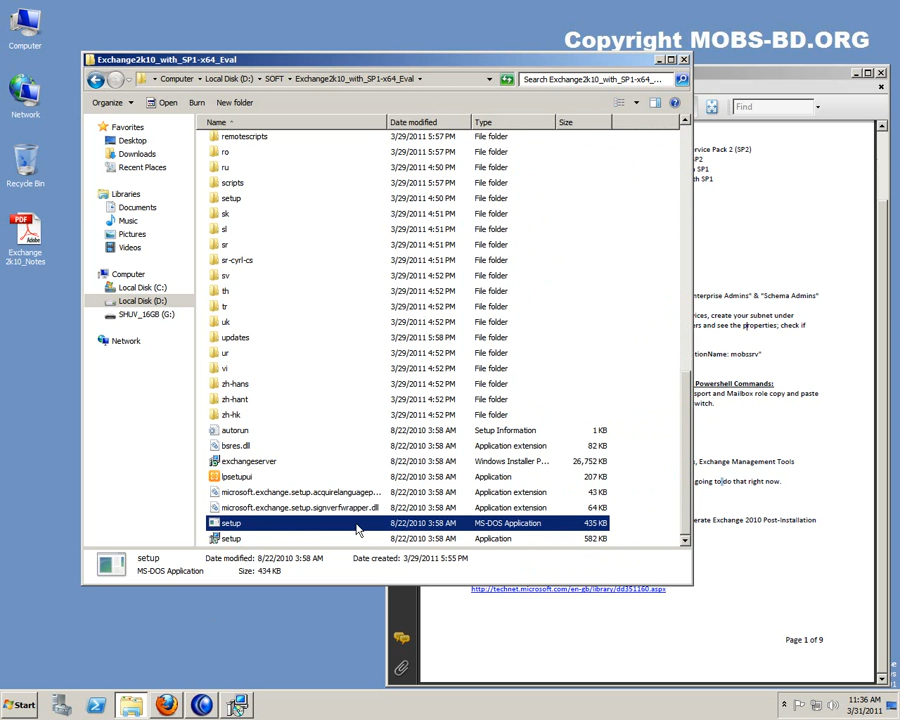 Copyright MOBS-BD.ORG
Computer
Network
Recycle Bin
PDF
Adobe
Exchange
2k10_Notes
Exchange2k10_with_SP1-x64_Eval
Computer
Local Disk (D:)
SOFT
Exchange2k10_with_SP1-x64_Eval
Search Exchange2k10_with_SP1-x64_...
Organize
Open
Burn
New folder
Favorites
Desktop
Downloads
Recent Places
Libraries
Documents
Music
Pictures
Videos
Computer
Local Disk (C:)
Local Disk (D:)
SHUV_16GB (G:)
Network
Name Date modified Type Size
remotescripts 3/29/2011 5:57 PM File folder
ro 3/29/2011 5:57 PM File folder
ru 3/29/2011 4:52 PM File folder
scripts 3/29/2011 5:57 PM File folder
setup 3/29/2011 4:50 PM File folder
sk 3/29/2011 4:51 PM File folder
sl 3/29/2011 4:51 PM File folder
sr 3/29/2011 4:51 PM File folder
sr-cyrl-cs 3/29/2011 4:51 PM File folder
sv 3/29/2011 4:52 PM File folder
th 3/29/2011 4:52 PM File folder
tr 3/29/2011 4:52 PM File folder
uk 3/29/2011 4:52 PM File folder
updates 3/29/2011 5:58 PM File folder
ur 3/29/2011 4:52 PM File folder
vi 3/29/2011 4:52 PM File folder
zh-hans 3/29/2011 4:52 PM File folder
zh-hant 3/29/2011 4:52 PM File folder
zh-hk 3/29/2011 4:52 PM File folder
autorun 8/22/2010 3:58 AM Setup Information 1 KB
bsres.dll 8/22/2010 3:58 AM Application extension 82 KB
exchangeserver 8/22/2010 3:58 AM Windows Installer P... 26,752 KB
lpsetupui 8/22/2010 3:58 AM Application 207 KB
microsoft.exchange.setup.acquirelanguagep... 8/22/2010 3:58 AM Application extension 43 KB
microsoft.exchange.setup.signverfwrapper.dll 8/22/2010 3:58 AM Application extension 64 KB
setup 8/22/2010 3:58 AM MS-DOS Application 435 KB
setup 8/22/2010 3:58 AM Application 582 KB
setup Date modified: 8/22/2010 3:58 AM Date created: 3/29/2011 5:55 PM
MS-DOS Application Size: 434 KB
Find
rvice Pack 2 (SP2)
P2
SP1
th SP1
nterprise Admins" & "Schema Admins"
vices, create your subnet under
ers and see the properties; check if
tionName: mobssrv"
Powershell Commands:
sport and Mailbox role copy and paste
witch.
, Exchange Management Tools
going to do that right now.
erate Exchange 2010 Post-Installation
http://technet.microsoft.com/en-gb/library/dd351160.aspx
Page 1 of 9
Start
11:36 AM
3/31/2011